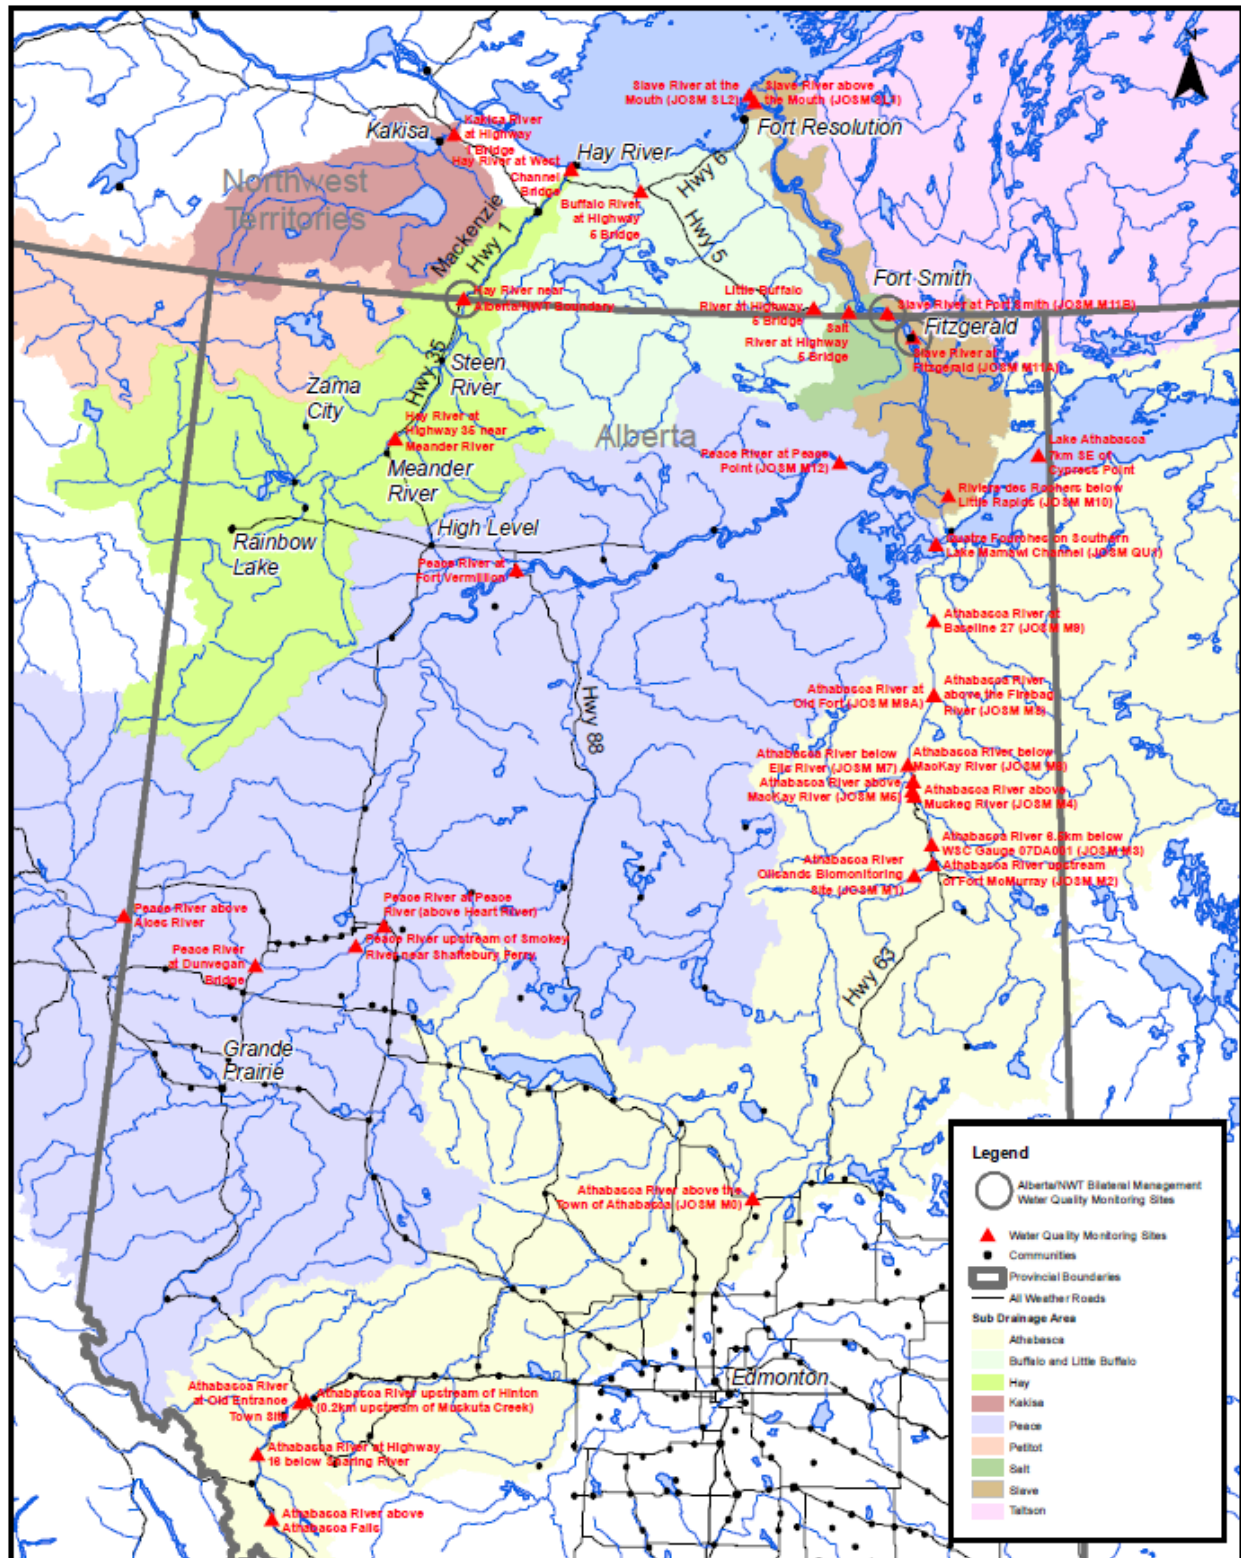 N
Slave River at the
Mouth (JOSM SL2)
Slave River above
the Mouth (JOSM SL1)
Fort Resolution
Kakisa
Kakisa River
at Highway
1 Bridge
Hay River at West
Channel
Bridge
Hay River
Hwy 6
Buffalo River
at Highway
5 Bridge
Hwy 5
Northwest
Territories
Mackenzie
Hwy 1
Hay River near
Alberta/NWT Boundary
Little Buffalo
River at Highway
5 Bridge
Fort Smith
Slave River at Fort Smith (JOSM M11B)
Fitzgerald
Salt
River at Highway
5 Bridge
Slave River at
Fitzgerald (JOSM M11A)
Hwy 35
Steen
River
Zama
City
Hay River at
Highway 35 near
Meander River
Meander
River
Alberta
Peace River at Peace
Point (JOSM M12)
Lake Athabasca
7km SE of
Cypress Point
Riviere des Rochers below
Little Rapids (JOSM M10)
High Level
Rainbow
Lake
Quatre Fourches on Southern
Lake Mamawi Channel (JOSM QU1)
Peace River at
Fort Vermillion
Athabasca River at
Baseline 27 (JOSM M9)
Hwy 88
Athabasca River at
Old Fort (JOSM M9A)
Athabasca River
above the Firebag
River (JOSM M8)
Athabasca River below
Ells River (JOSM M7)
Athabasca River below
MacKay River (JOSM M6)
Athabasca River above
MacKay River (JOSM M5)
Athabasca River above
Muskeg River (JOSM M4)
Athabasca River 6.5km below
WSC Gauge 07DA001 (JOSM M3)
Athabasca River
Oilsands Biomonitoring
Site (JOSM M1)
Athabasca River upstream
of Fort McMurray (JOSM M2)
Peace River above
Alces River
Peace River at Peace
River (above Heart River)
Peace River upstream of Smokey
River near Shaftebury Ferry
Peace River
at Dunvegan
Bridge
Hwy 63
Grande
Prairie
Athabasca River above the
Town of Athabasca (JOSM M0)
Edmonton
Athabasca River
at Old Entrance
Town Site
Athabasca River upstream of Hinton
(0.2km upstream of Muskuta Creek)
Athabasca River at Highway
16 below Snaring River
Athabasca River above
Athabasca Falls
Legend
Alberta/NWT Bilateral Management
Water Quality Monitoring Sites
Water Quality Monitoring Sites
Communities
Provincial Boundaries
All Weather Roads
Sub Drainage Area
Athabasca
Buffalo and Little Buffalo
Hay
Kakisa
Peace
Petitot
Salt
Slave
Taltson